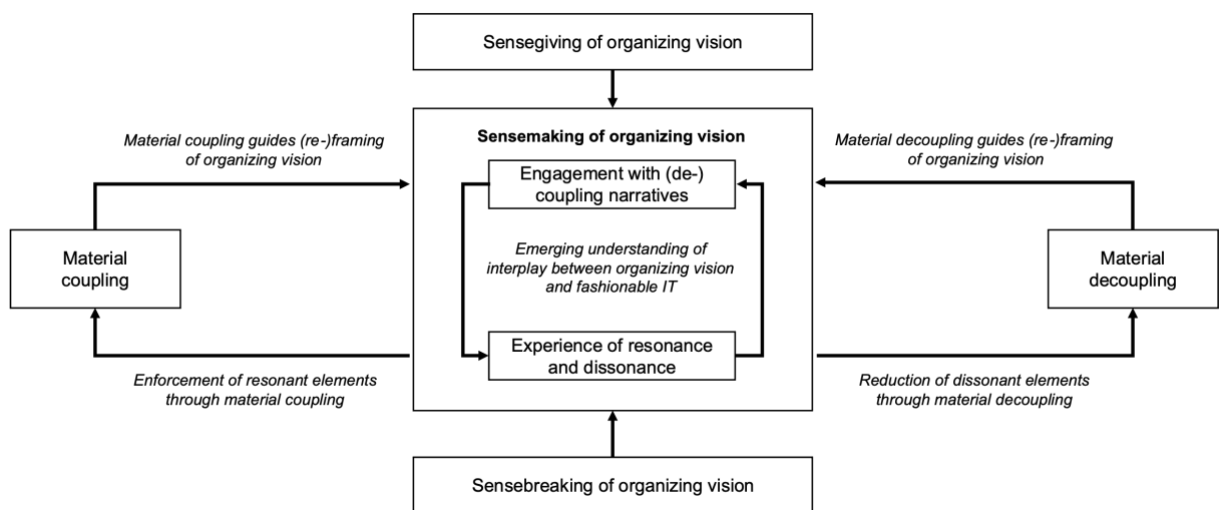 Sensegiving of organizing vision
Material coupling guides (re-)framing
of organizing vision
Sensemaking of organizing vision
Material decoupling guides (re-)framing
of organizing vision
Engagement with (de-)
coupling narratives
Material
coupling
Emerging understanding of
interplay between organizing vision
and fashionable IT
Material
decoupling
Experience of resonance
and dissonance
Enforcement of resonant elements
through material coupling
Reduction of dissonant elements
through material decoupling
Sensebreaking of organizing vision